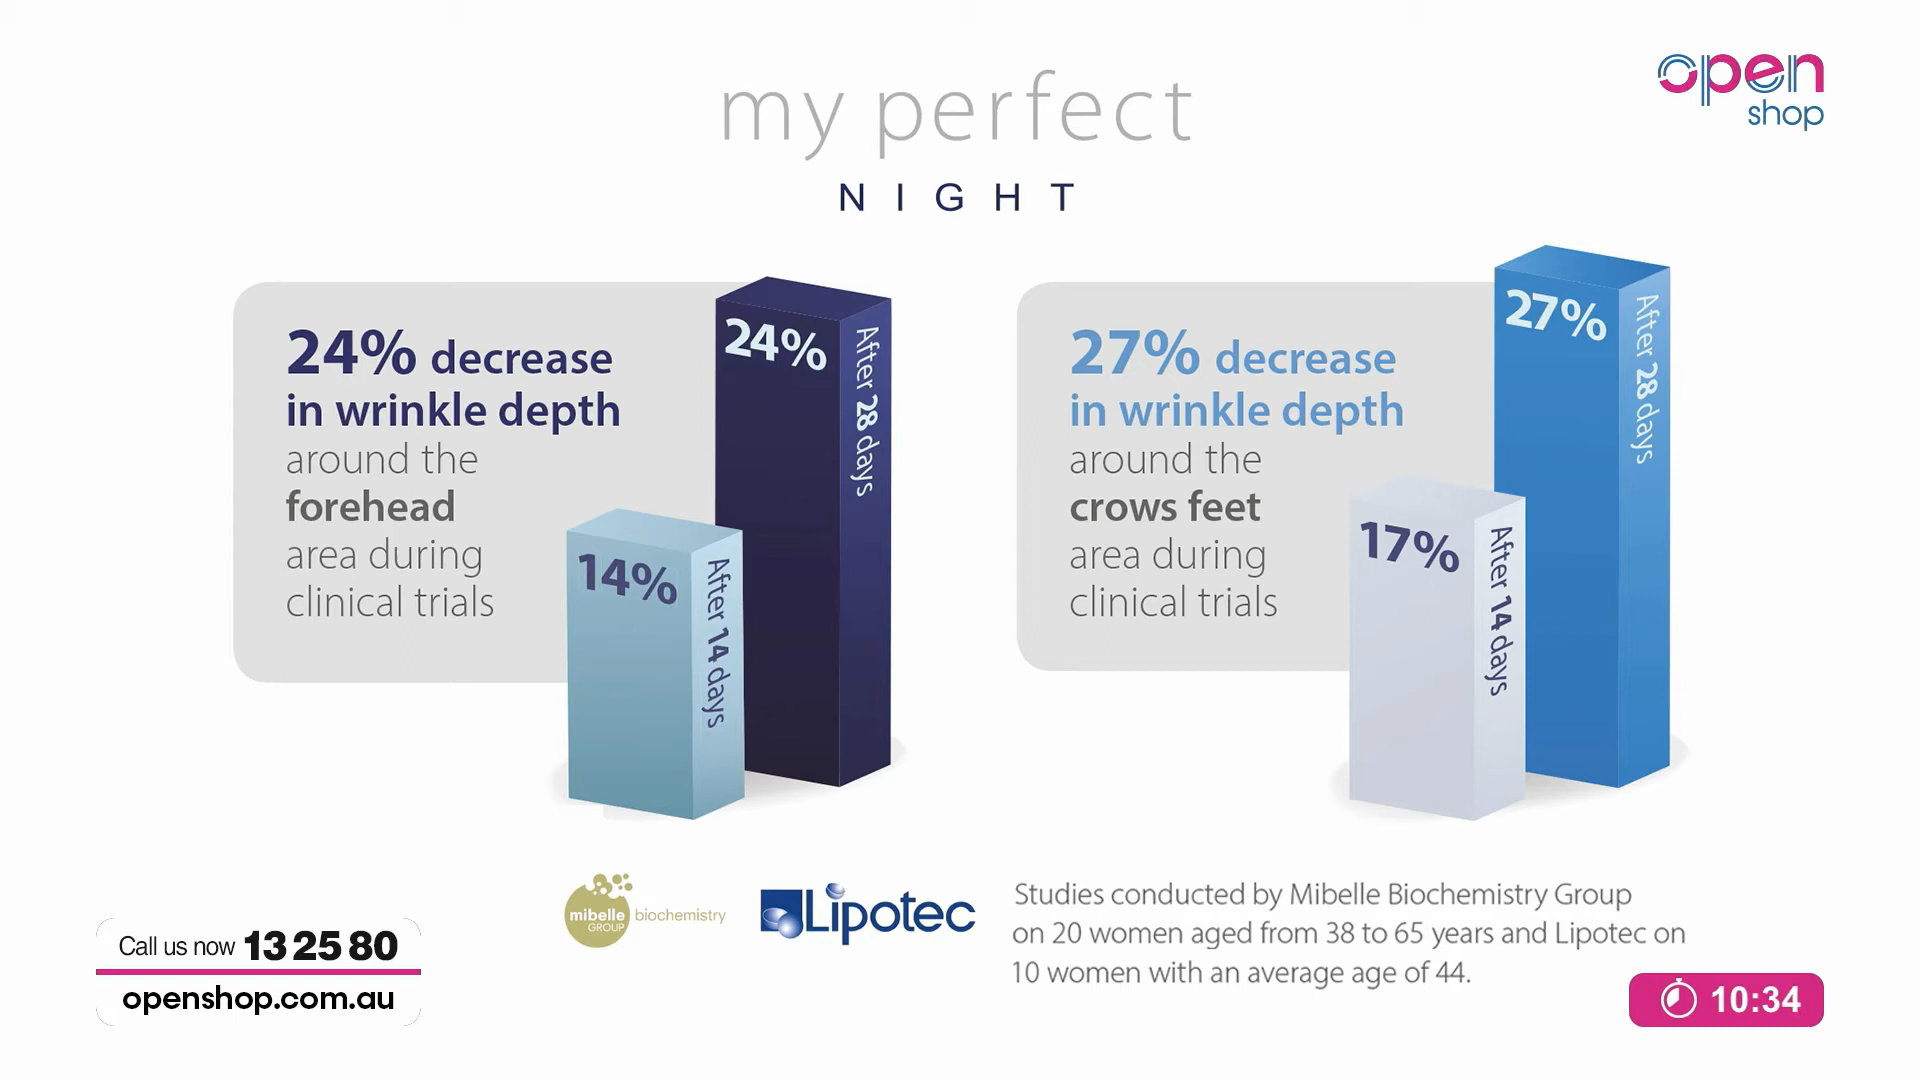 my perfect
NIGHT
open
shop
24% decrease
in wrinkle depth
around the
forehead
area during
clinical trials
14%
After 14 days
24%
After 28 days
27% decrease
in wrinkle depth
around the
crows feet
area during
clinical trials
17%
After 14 days
27%
After 28 days
mibelle
GROUP
biochemistry
Lipotec
Studies conducted by Mibelle Biochemistry Group
on 20 women aged from 38 to 65 years and Lipotec on
10 women with an average age of 44.
Call us now 13 25 80
openshop.com.au
10:34